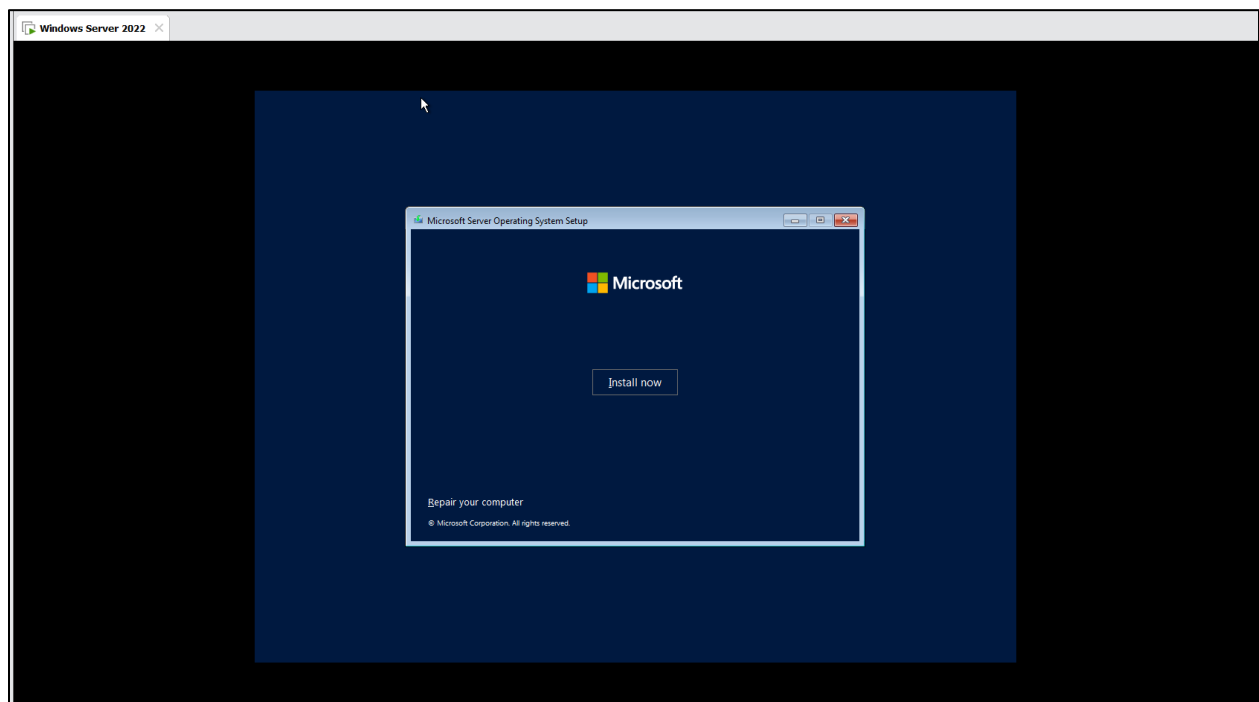 Windows Server 2022
Microsoft Server Operating System Setup
Microsoft
Install now
Repair your computer
© Microsoft Corporation. All rights reserved.